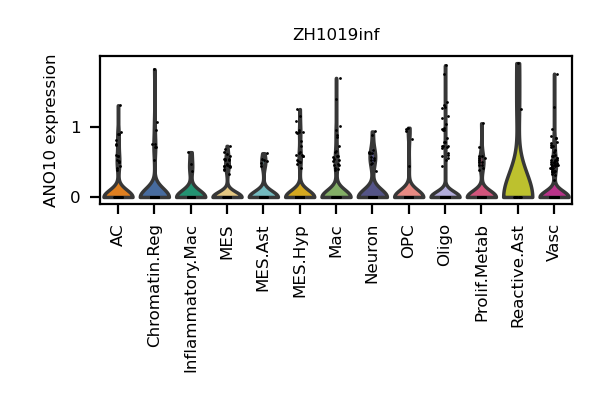 ZH1019inf
ANO10 expression
1
0
AC
Chromatin.Reg
Inflammatory.Mac
MES
MES.Ast
MES.Hyp
Mac
Neuron
OPC
Oligo
Prolif.Metab
Reactive.Ast
Vasc